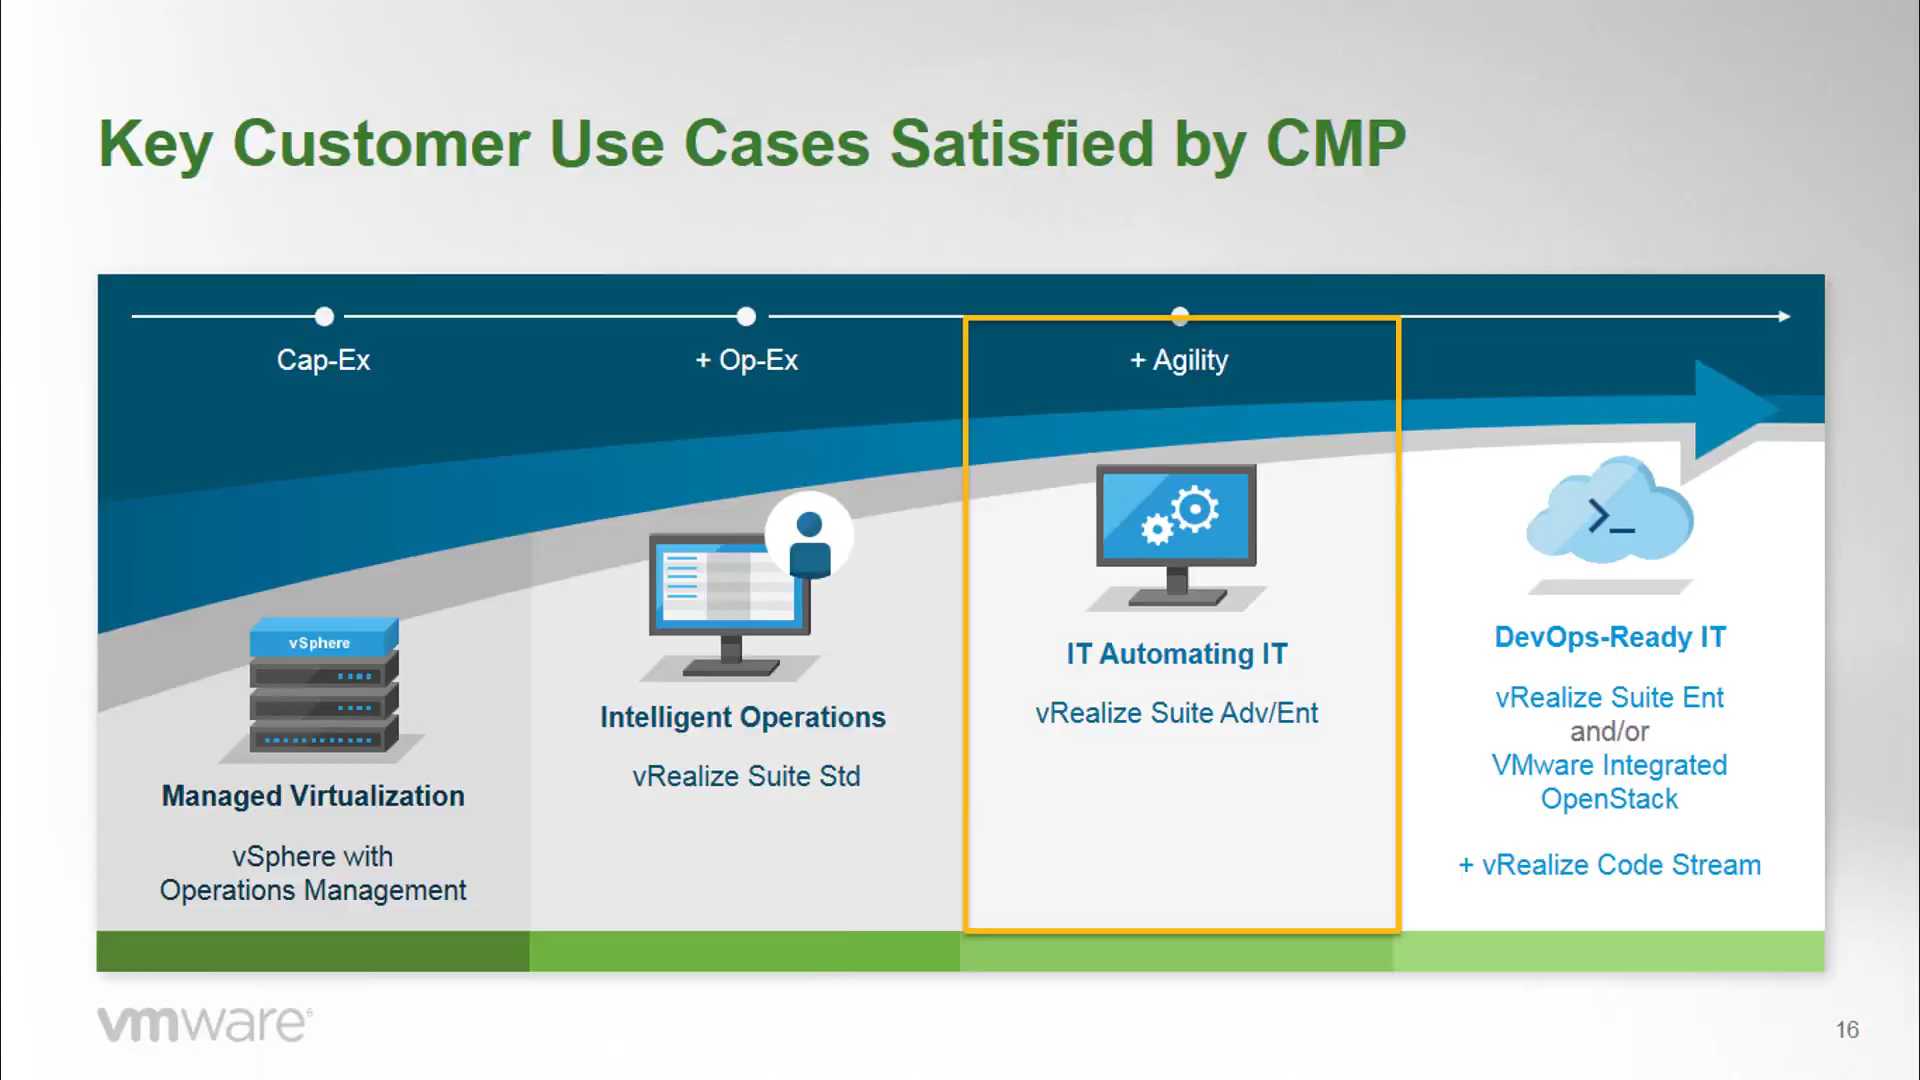 Key Customer Use Cases Satisfied by CMP
Cap-Ex
+ Op-Ex
+ Agility
vSphere
Managed Virtualization
vSphere with
Operations Management
Intelligent Operations
vRealize Suite Std
IT Automating IT
vRealize Suite Adv/Ent
>_
DevOps-Ready IT
vRealize Suite Ent
and/or
VMware Integrated
OpenStack
+ vRealize Code Stream
vmware®
16